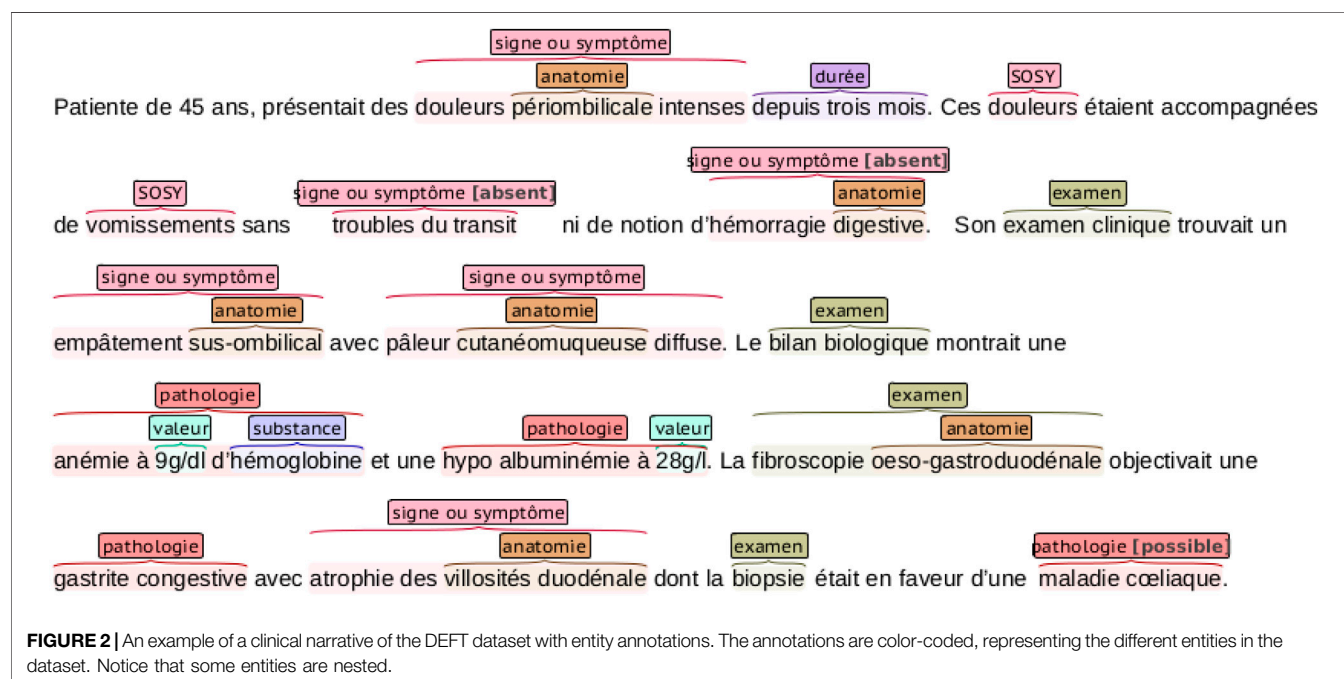 signe ou symptôme
anatomie durée SOSY
Patiente de 45 ans, présentait des douleurs périombilicale intenses depuis trois mois. Ces douleurs étaient accompagnées
signe ou symptôme [absent]
SOSY signe ou symptôme [absent] anatomie examen
de vomissements sans troubles du transit ni de notion d'hémorragie digestive. Son examen clinique trouvait un
signe ou symptôme signe ou symptôme
anatomie anatomie examen
empâtement sus-ombilical avec pâleur cutanéomuqueuse diffuse. Le bilan biologique montrait une
pathologie examen
valeur substance pathologie valeur anatomie
anémie à 9g/dl d'hémoglobine et une hypo albuminémie à 28g/l. La fibroscopie oeso-gastroduodénale objectivait une
signe ou symptôme
pathologie anatomie examen pathologie [possible]
gastrite congestive avec atrophie des villosités duodénale dont la biopsie était en faveur d'une maladie cœliaque.
FIGURE 2 | An example of a clinical narrative of the DEFT dataset with entity annotations. The annotations are color-coded, representing the different entities in the
dataset. Notice that some entities are nested.